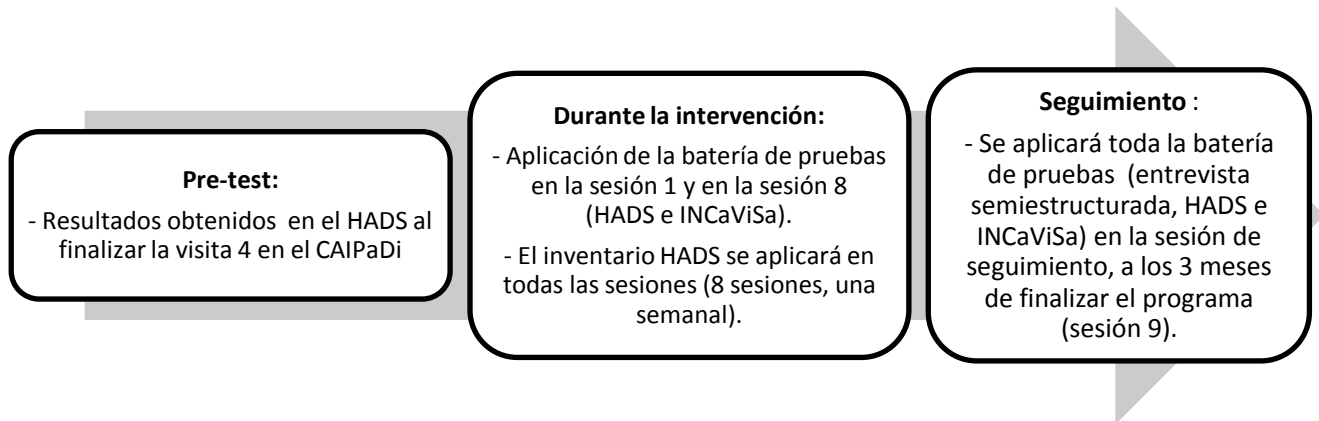 Pre-test:
- Resultados obtenidos en el HADS al
finalizar la visita 4 en el CAIPaDi
Durante la intervención:
- Aplicación de la batería de pruebas
en la sesión 1 y en la sesión 8
(HADS e INCaViSa).
- El inventario HADS se aplicará en
todas las sesiones (8 sesiones, una
semanal).
Seguimiento :
- Se aplicará toda la batería
de pruebas (entrevista
semiestructurada, HADS e
INCaViSa) en la sesión de
seguimiento, a los 3 meses
de finalizar el programa
(sesión 9).